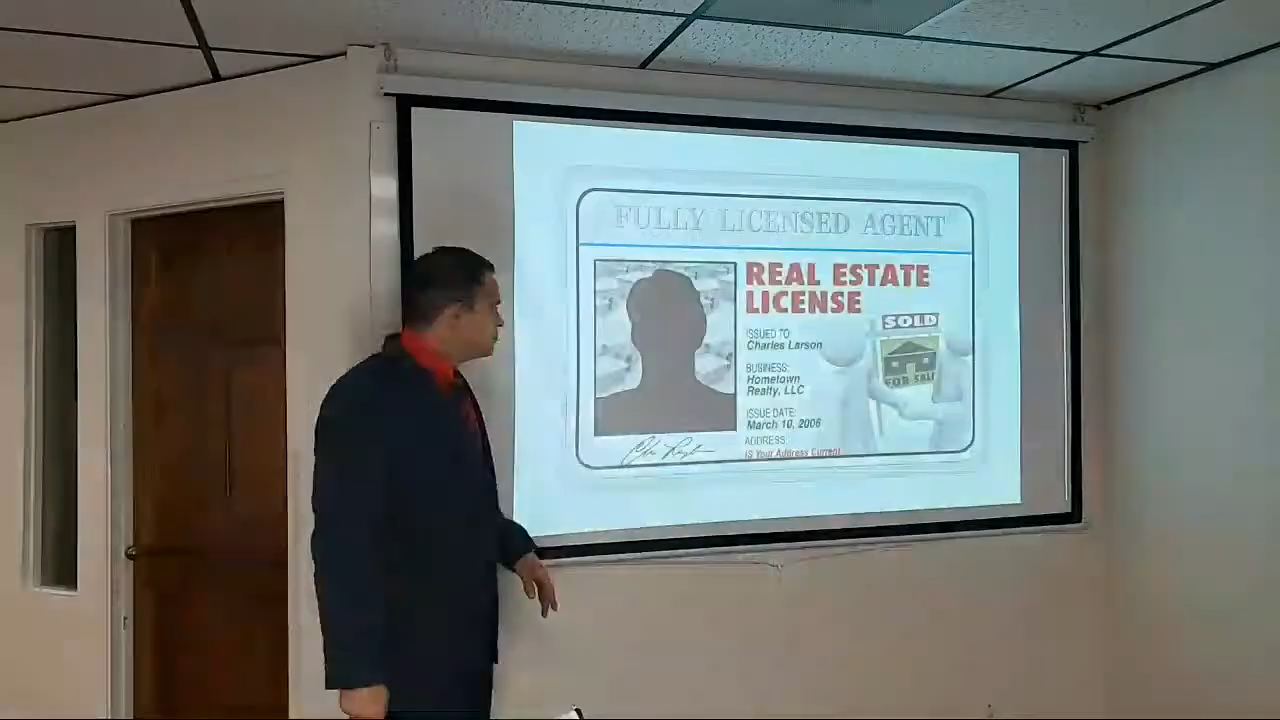 FULLY LICENSED AGENT
REAL ESTATE
LICENSE
SOLD
ISSUED TO
Charles Larson
BUSINESS:
Hometown
Realty, LLC
FOR SALE
ISSUE DATE:
March 10, 2006
ADDRESS
IS Your Address Current